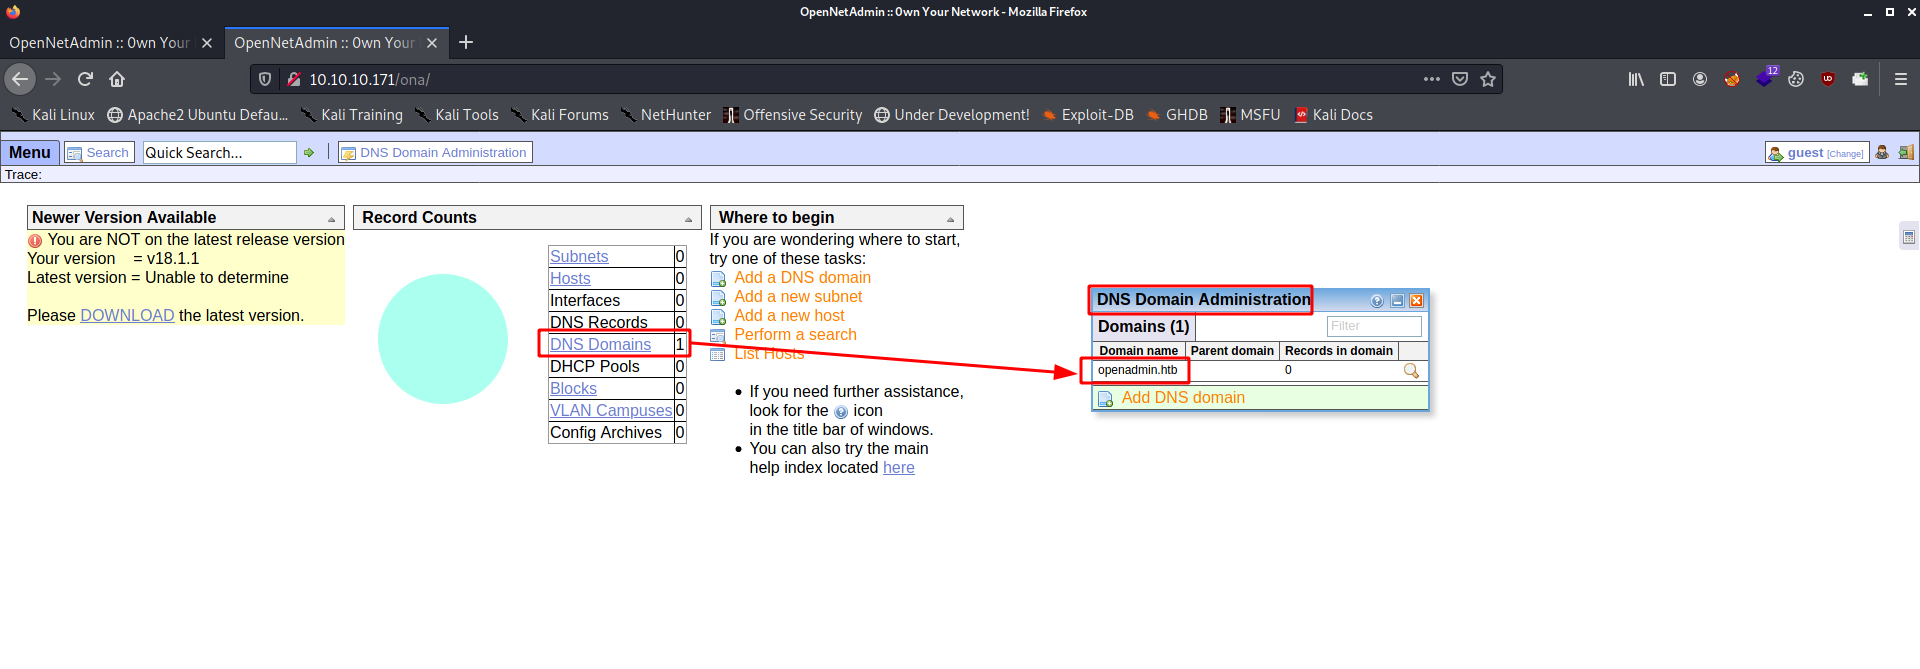 OpenNetAdmin :: 0wn Your Network - Mozilla Firefox
OpenNetAdmin :: 0wn Your
OpenNetAdmin :: 0wn Your
10.10.10.171/ona/
12
Kali Linux
Apache2 Ubuntu Defau...
Kali Training
Kali Tools
Kali Forums
NetHunter
Offensive Security
Under Development!
Exploit-DB
GHDB
MSFU
Kali Docs
Menu
Search
Quick Search...
DNS Domain Administration
guest [Change]
Trace:
Newer Version Available
You are NOT on the latest release version
Your version = v18.1.1
Latest version = Unable to determine
Please DOWNLOAD the latest version.
Record Counts
Subnets 0
Hosts 0
Interfaces 0
DNS Records 0
DNS Domains 1
DHCP Pools 0
Blocks 0
VLAN Campuses 0
Config Archives 0
Where to begin
If you are wondering where to start,
try one of these tasks:
Add a DNS domain
Add a new subnet
Add a new host
Perform a search
List Hosts
• If you need further assistance,
look for the ? icon
in the title bar of windows.
• You can also try the main
help index located here
DNS Domain Administration
Domains (1)
Filter
Domain name Parent domain Records in domain
openadmin.htb 0
Add DNS domain